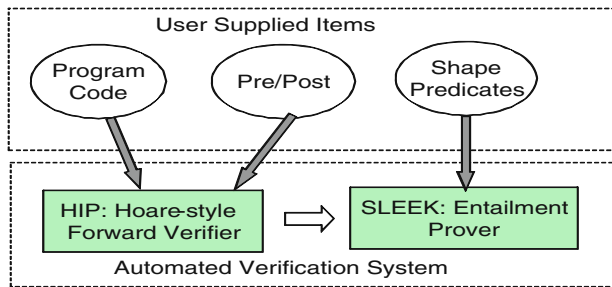 User Supplied Items
Program
Code
Pre/Post
Shape
Predicates
HIP: Hoare-style
Forward Verifier
SLEEK: Entailment
Prover
Automated Verification System